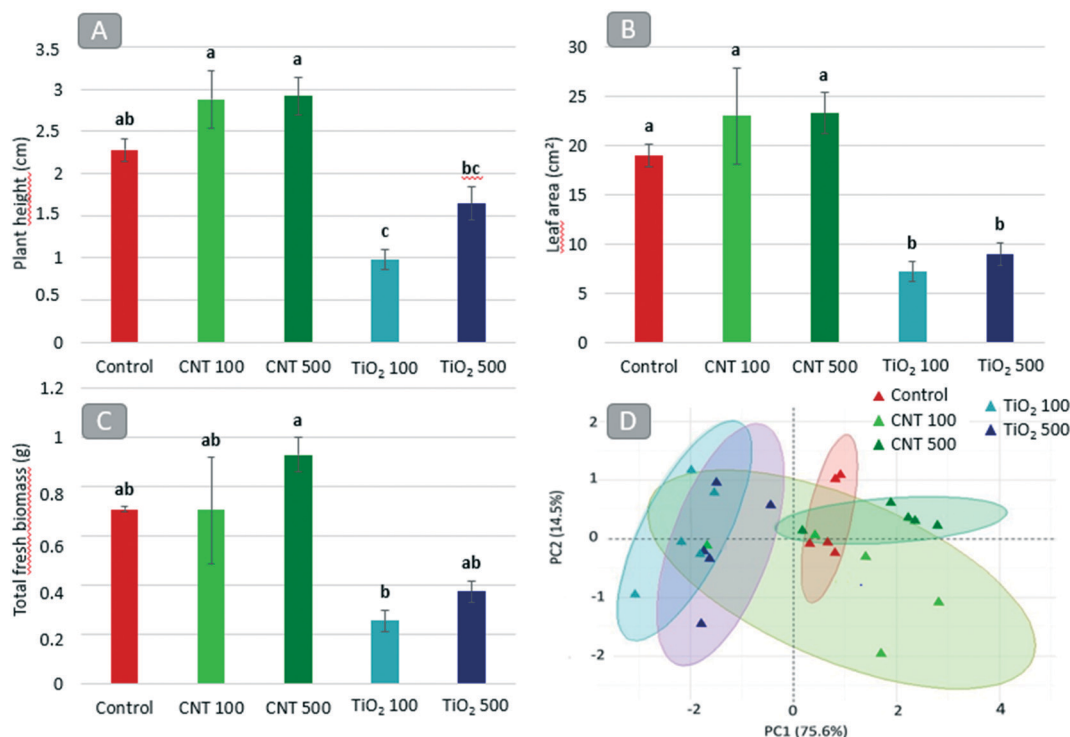 A
Plant height (cm)
3.5
3
2.5
2
1.5
1
0.5
0
ab
a
a
c
bc
Control
CNT 100
CNT 500
TiO₂ 100
TiO₂ 500
B
Leaf area (cm²)
30
25
20
15
10
5
0
a
a
a
b
b
Control
CNT 100
CNT 500
TiO₂ 100
TiO₂ 500
C
Total fresh biomass (g)
1.2
1
0.8
0.6
0.4
0.2
0
ab
ab
a
b
ab
Control
CNT 100
CNT 500
TiO₂ 100
TiO₂ 500
D
Control
CNT 100
CNT 500
TiO₂ 100
TiO₂ 500
PC2 (14.5%)
2
1
0
-1
-2
-2
0
2
4
PC1 (75.6%)